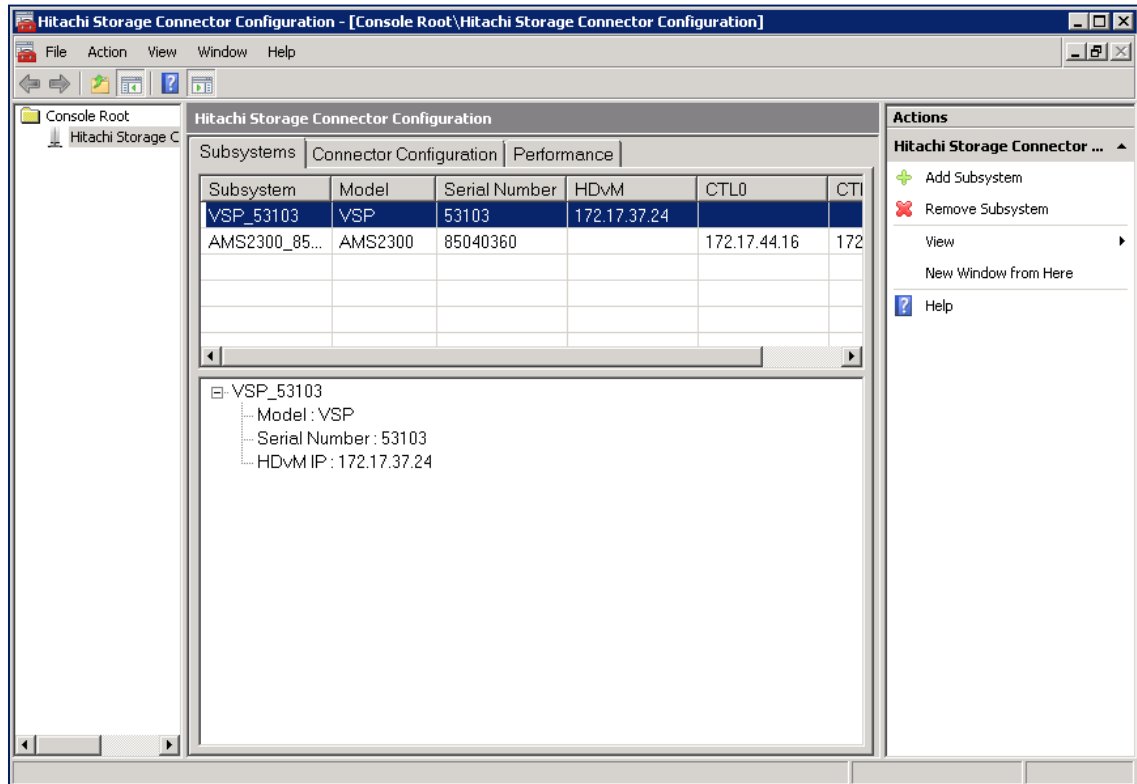 Hitachi Storage Connector Configuration - [Console Root\Hitachi Storage Connector Configuration]
File Action View Window Help
Console Root
Hitachi Storage C
Hitachi Storage Connector Configuration
Subsystems Connector Configuration Performance
Subsystem Model Serial Number HDvM CTL0 CTl
VSP_53103 VSP 53103 172.17.37.24
AMS2300_85... AMS2300 85040360 172.17.44.16 172
VSP_53103
Model : VSP
Serial Number : 53103
HDvM IP : 172.17.37.24
Actions
Hitachi Storage Connector ...
Add Subsystem
Remove Subsystem
View
New Window from Here
Help